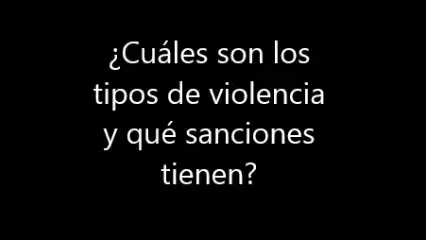 ¿Cuáles son los
tipos de violencia
y qué sanciones
tienen?